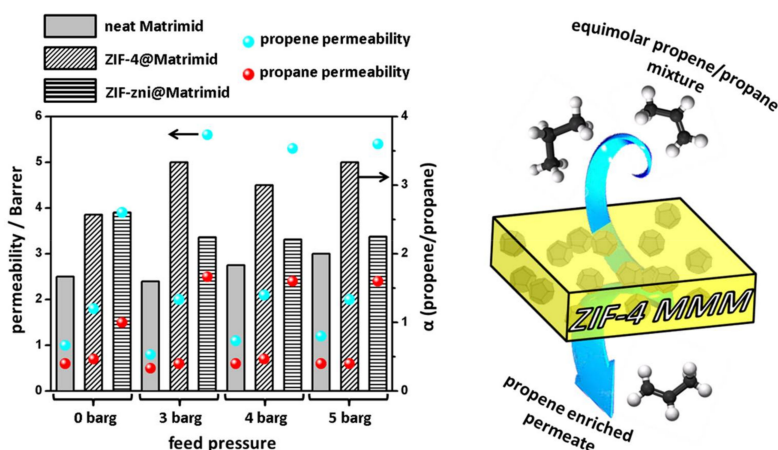 neat Matrimid
ZIF-4@Matrimid
ZIF-zni@Matrimid
propene permeability
propane permeability
permeability / Barrer
6
5
4
3
2
1
0
4
3
2
1
0
α (propene/propane)
0 barg
3 barg
4 barg
5 barg
feed pressure
equimolar propene/propane
mixture
ZIF-4 MMM
propene enriched
permeate